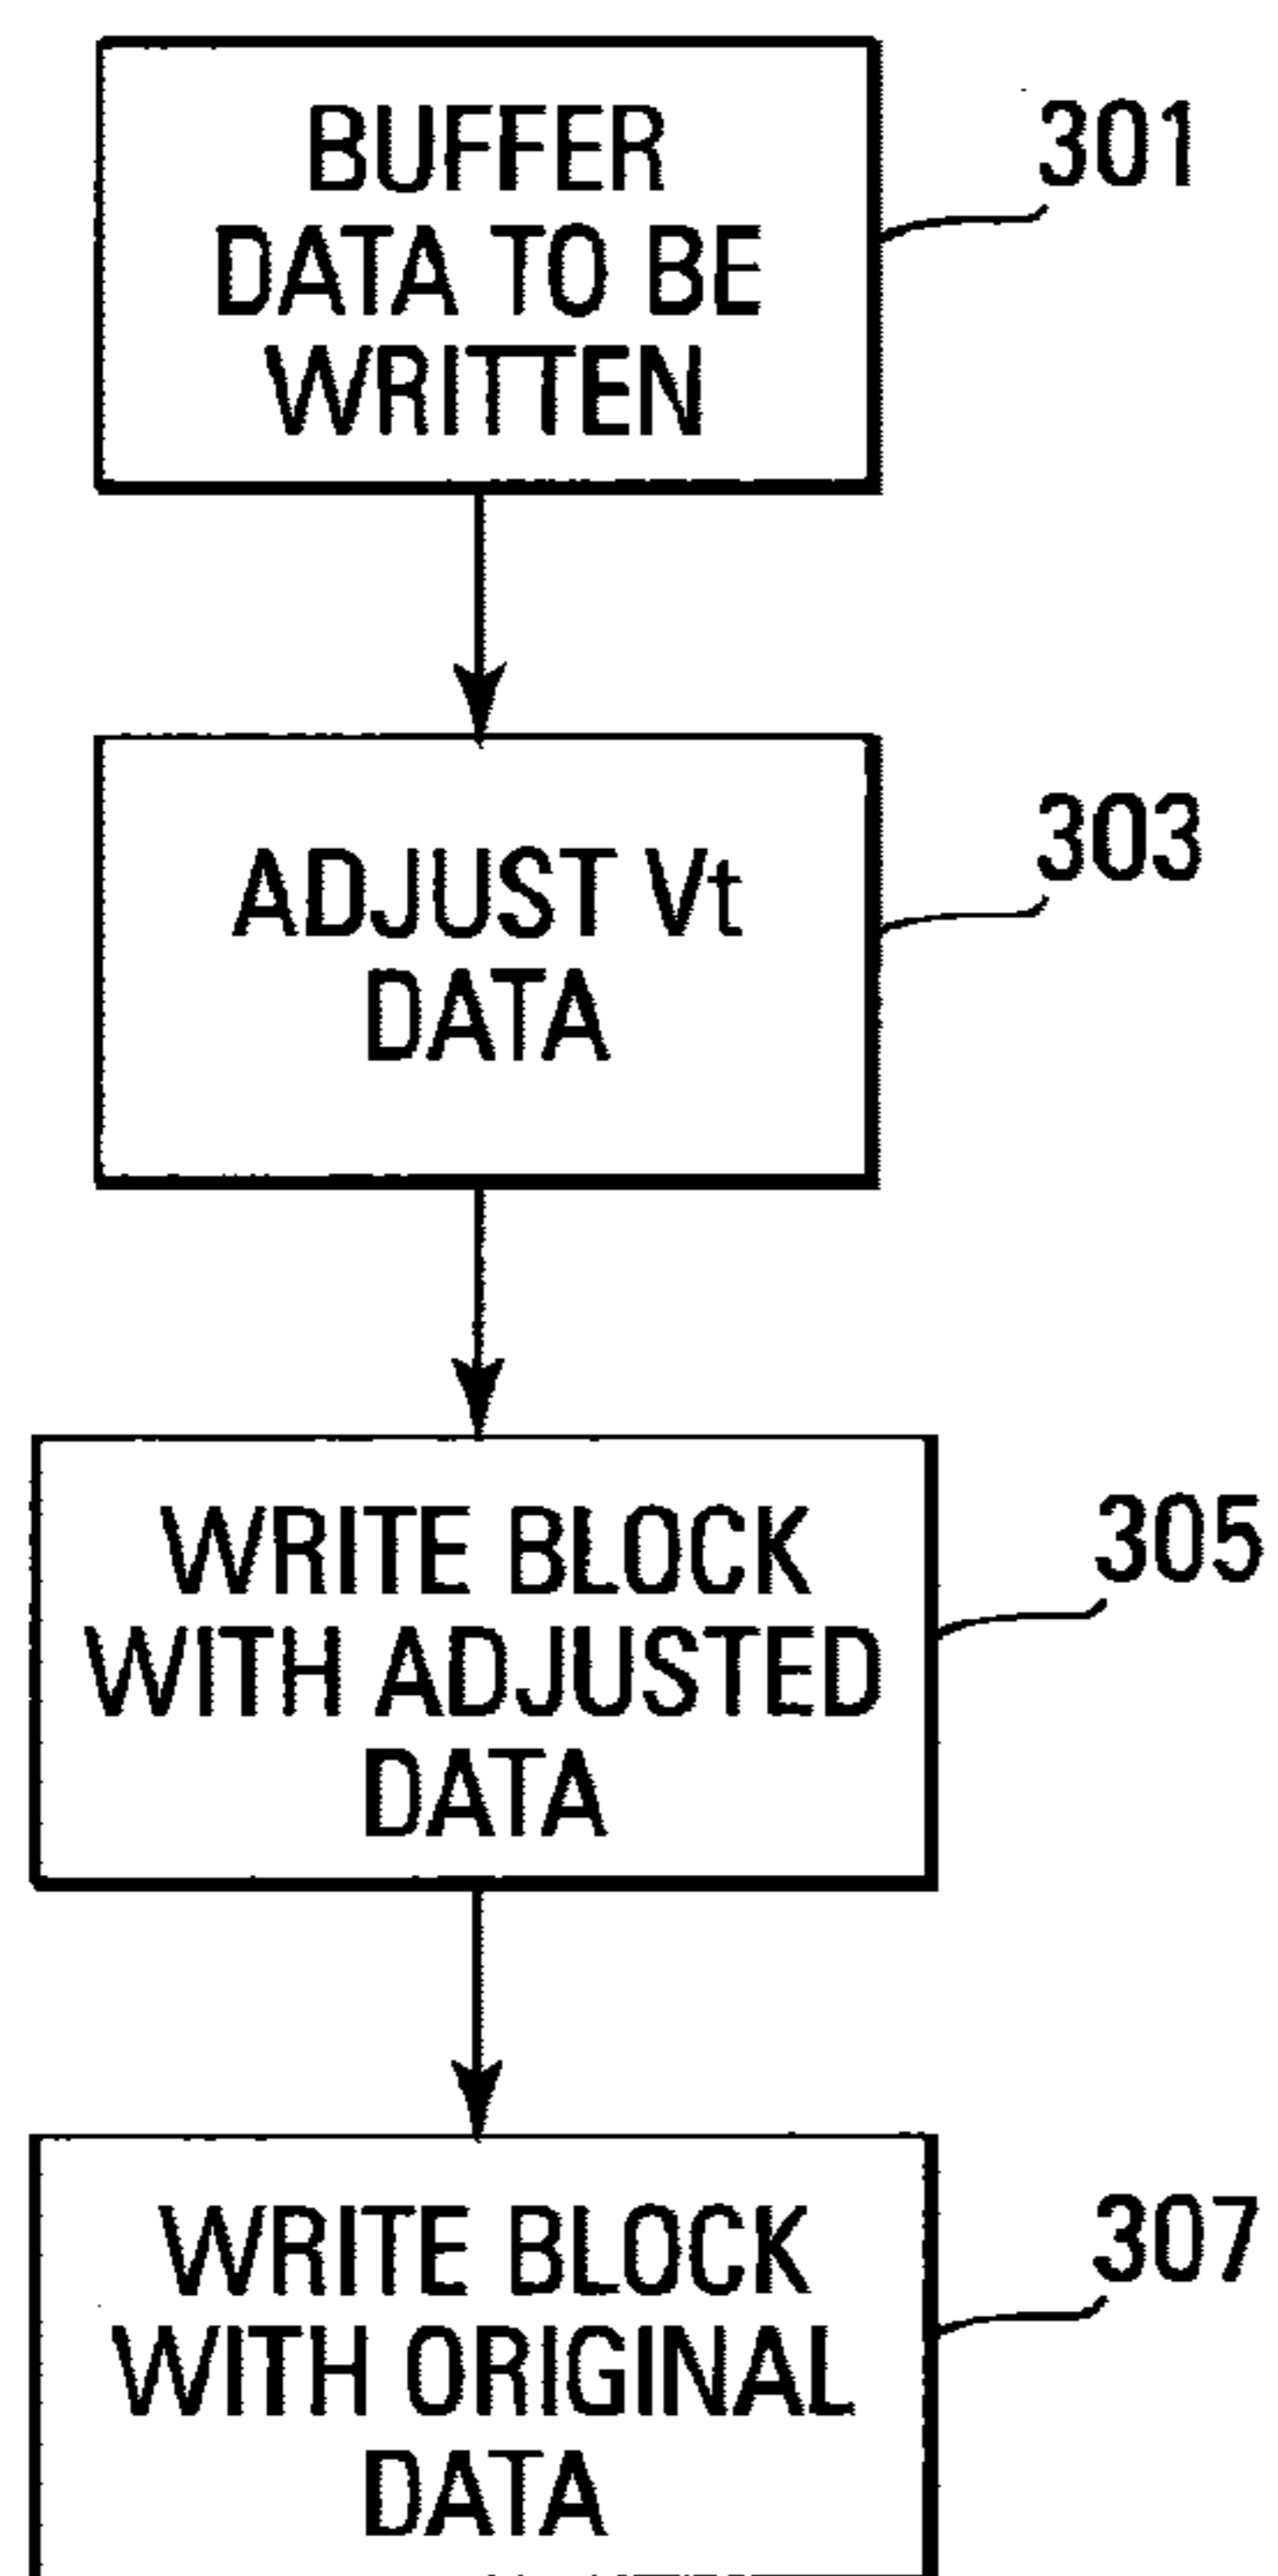 BUFFER
DATA TO BE
WRITTEN
301
ADJUST Vt
DATA
303
WRITE BLOCK
WITH ADJUSTED
DATA
305
WRITE BLOCK
WITH ORIGINAL
DATA
307